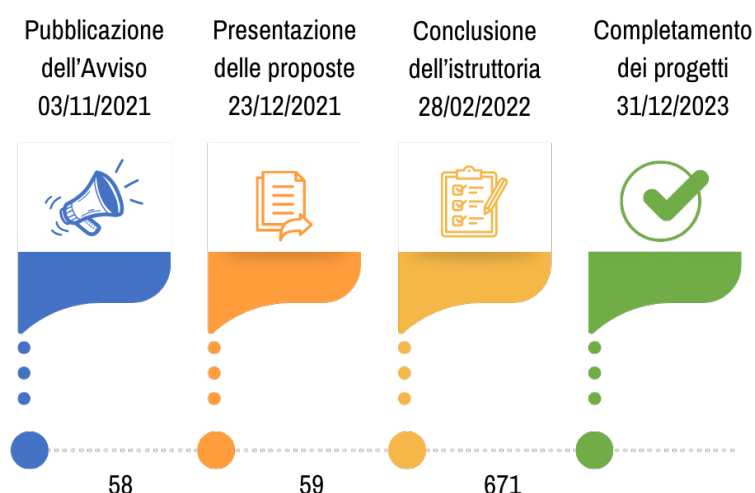 Pubblicazione
dell'Avviso
03/11/2021
Presentazione
delle proposte
23/12/2021
Conclusione
dell'istruttoria
28/02/2022
Completamento
dei progetti
31/12/2023
58
59
671